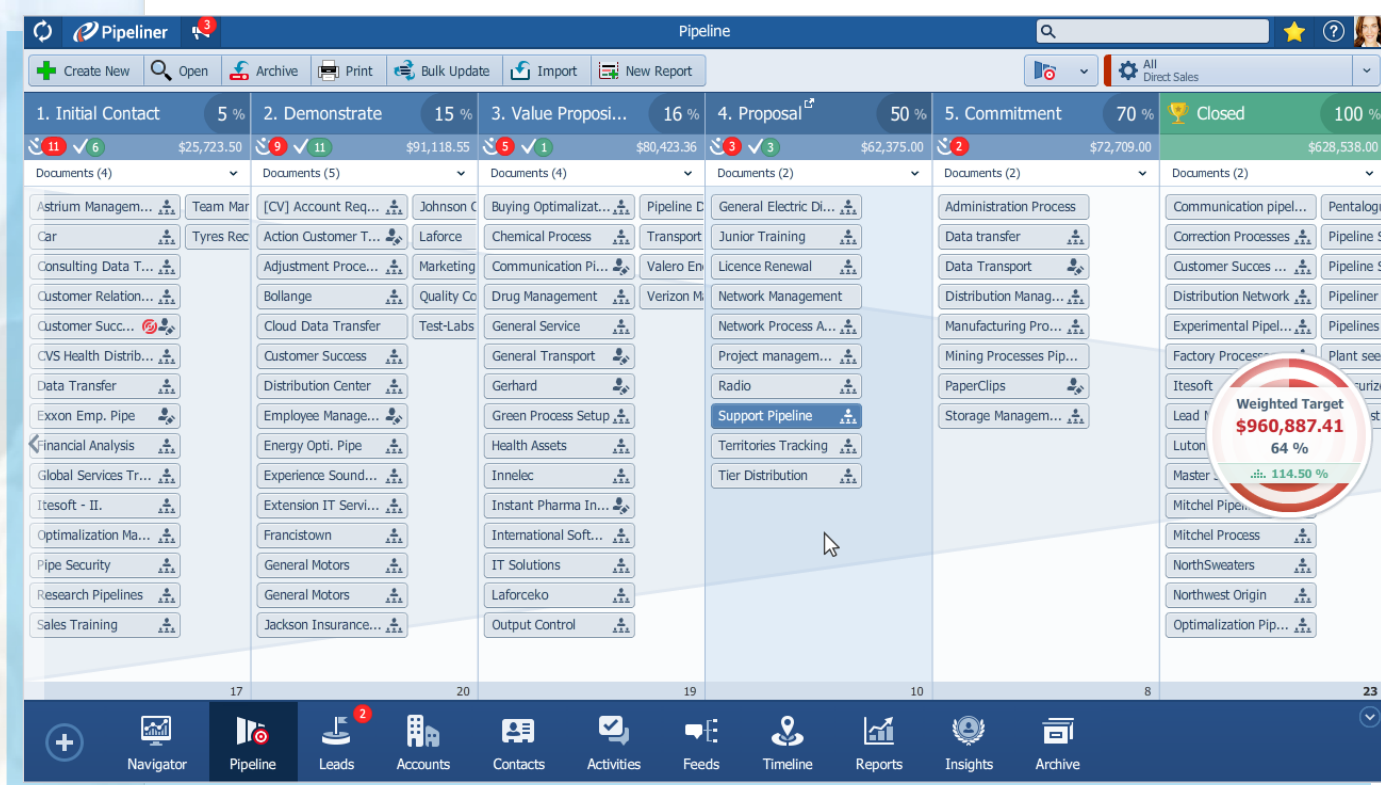 Pipeliner 3 Pipeline
Create New Open Archive Print Bulk Update Import New Report All
Direct Sales
1. Initial Contact 5 % 2. Demonstrate 15 % 3. Value Proposi... 16 % 4. Proposal 50 % 5. Commitment 70 % Closed 100 %
11 6 $25,723.50 9 11 $91,118.55 5 1 $80,423.36 3 3 $62,375.00 2 $72,709.00 $628,538.00
Documents (4) Documents (5) Documents (4) Documents (2) Documents (2) Documents (2)
Astrium Managem... Team Mar [CV] Account Req... Johnson C Buying Optimalizat... Pipeline D General Electric Di... Administration Process Communication pipel... Pentalogu
Car Tyres Rec Action Customer T... Laforce Chemical Process Transport Junior Training Data transfer Correction Processes Pipeline S
Consulting Data T... Adjustment Proce... Marketing Communication Pi... Valero En Licence Renewal Data Transport Customer Succes ... Pipeline S
Customer Relation... Bollange Quality Co Drug Management Verizon M Network Management Distribution Manag... Distribution Network Pipeliner
Customer Succ... Cloud Data Transfer Test-Labs General Service Network Process A... Manufacturing Pro... Experimental Pipel... Pipelines
CVS Health Distrib... Customer Success General Transport Project managem... Mining Processes Pip... Factory Processes Plant see
Data Transfer Distribution Center Gerhard Radio PaperClips Itesoft
Exxon Emp. Pipe Employee Manage... Green Process Setup Support Pipeline Storage Managem... Lead
Financial Analysis Energy Opti. Pipe Health Assets Territories Tracking Luton
Global Services Tr... Experience Sound... Innelec Tier Distribution Master
Itesoft - II. Extension IT Servi... Instant Pharma In... Mitchel Pipel...
Optimalization Ma... Francistown International Soft... Mitchel Process
Pipe Security General Motors IT Solutions NorthSweaters
Research Pipelines General Motors Laforceko Northwest Origin
Sales Training Jackson Insurance... Output Control Optimalization Pip...
Weighted Target
$960,887.41
64 %
114.50 %
17 20 19 10 8 23
2
Navigator Pipeline Leads Accounts Contacts Activities Feeds Timeline Reports Insights Archive